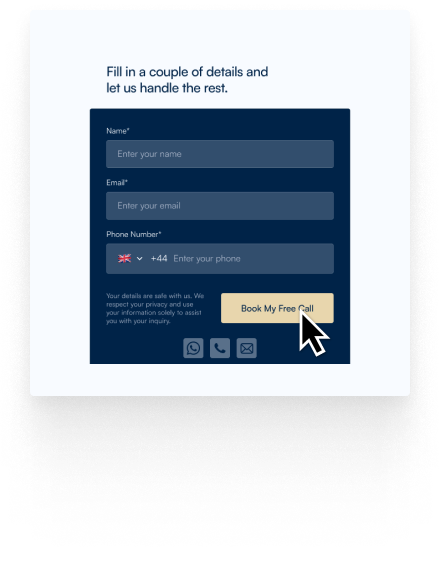 Fill in a couple of details and
let us handle the rest.
Name*
Enter your name
Email*
Enter your email
Phone Number*
+44 Enter your phone
Your details are safe with us, We
respect your privacy and use
your information solely to assist
you with your inquiry.
Book My Free Call